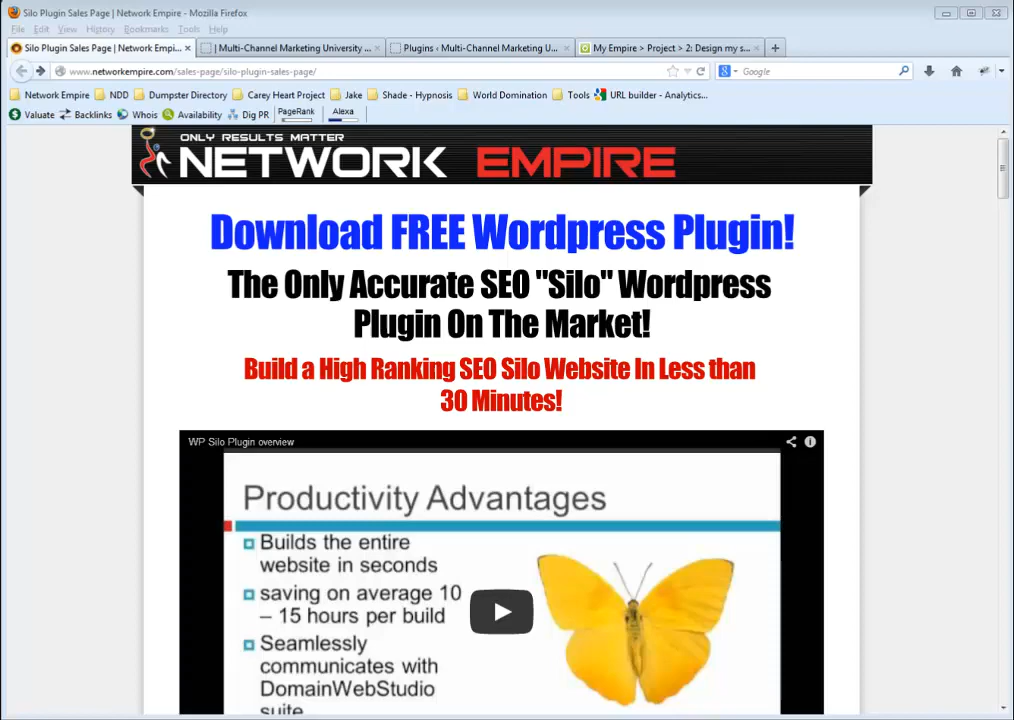 Silo Plugin Sales Page | Network Empire - Mozilla Firefox
File Edit View History Bookmarks Tools Help
Silo Plugin Sales Page | Network Empi... | Multi-Channel Marketing University ... Plugins ‹ Multi-Channel Marketing U... My Empire > Project > 2: Design my s...
www.networkempire.com/sales-page/silo-plugin-sales-page/ Google
Network Empire NDD Dumpster Directory Carey Heart Project Jake Shade - Hypnosis World Domination Tools URL builder - Analytics...
Valuate Backlinks Whois Availability Dig PR PageRank Alexa
ONLY RESULTS MATTER
NETWORK EMPIRE
Download FREE Wordpress Plugin!
The Only Accurate SEO "Silo" Wordpress
Plugin On The Market!
Build a High Ranking SEO Silo Website In Less than
30 Minutes!
WP Silo Plugin overview
Productivity Advantages
Builds the entire
website in seconds
saving on average 10
– 15 hours per build
Seamlessly
communicates with
DomainWebStudio
suite